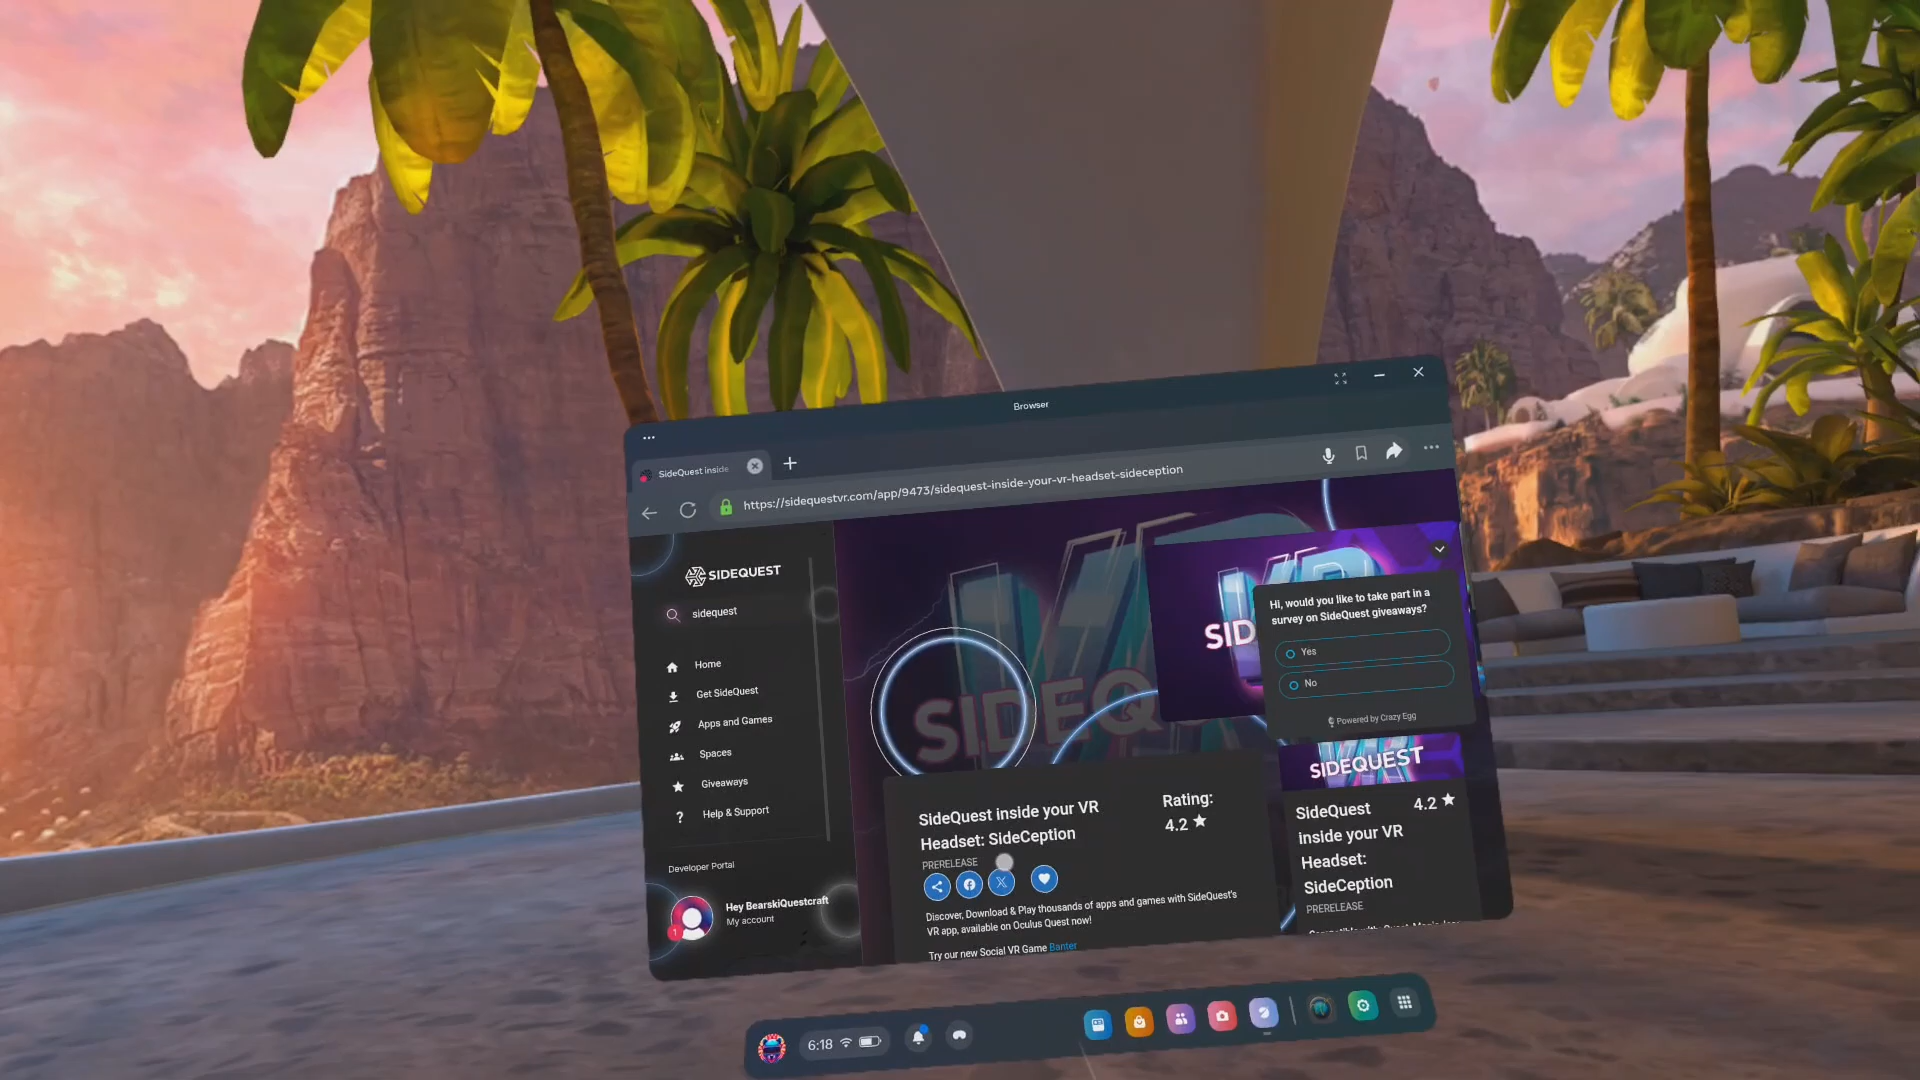 Browser
SideQuest inside
https://sidequestvr.com/app/9473/sidequest-inside-your-vr-headset-sideception
SIDEQUEST
sidequest
Home
Get SideQuest
Apps and Games
Spaces
Giveaways
Help & Support
Developer Portal
Hey BearskiQuestcraft
My account
1
SIDEQ
SID
Hi, would you like to take part in a
survey on SideQuest giveaways?
Yes
No
Powered by Crazy Egg
SIDEQUEST
SideQuest inside your VR
Headset: SideCeption
PRERELEASE
Rating:
4.2
Discover, Download & Play thousands of apps and games with SideQuest's
VR app, available on Oculus Quest now!
Try our new Social VR Game Banter
SideQuest
inside your VR
Headset:
SideCeption
4.2
PRERELEASE
6:18